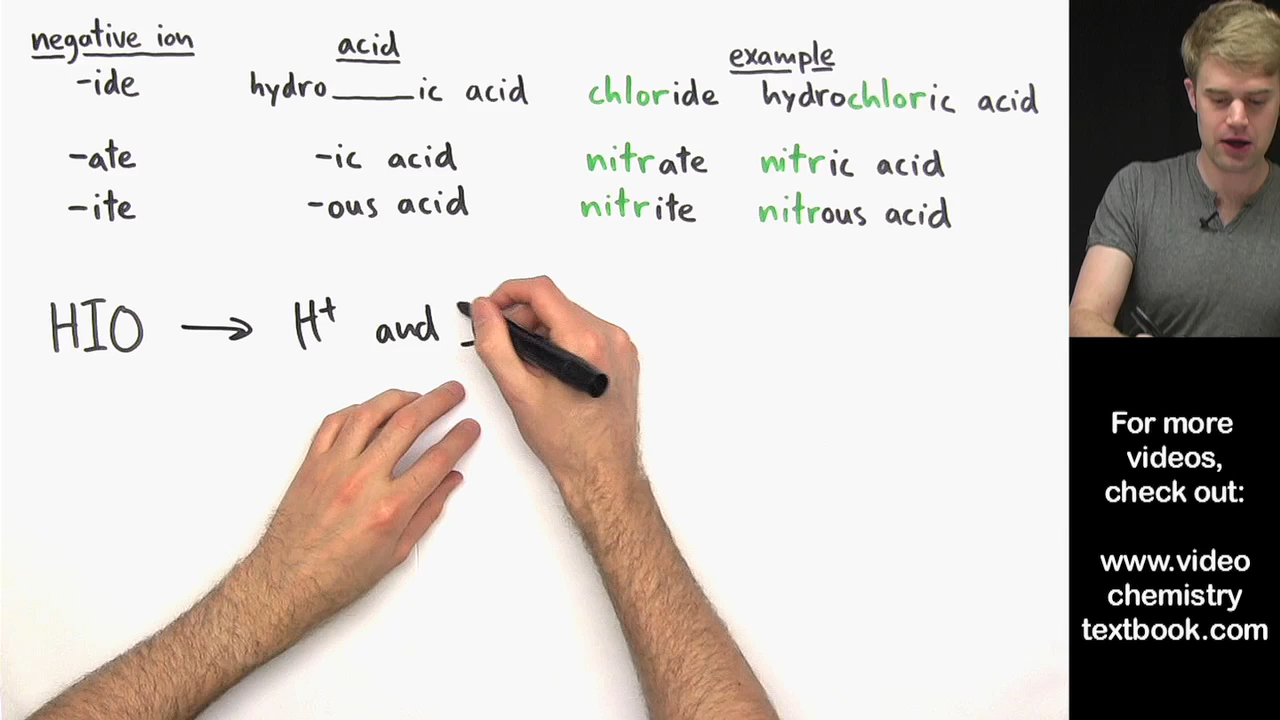 negative ion acid example
-ide hydro____ic acid chloride hydrochloric acid
-ate -ic acid nitrate nitric acid
-ite -ous acid nitrite nitrous acid
HIO → H⁺ and
For more
videos,
check out:
www.video
chemistry
textbook.com